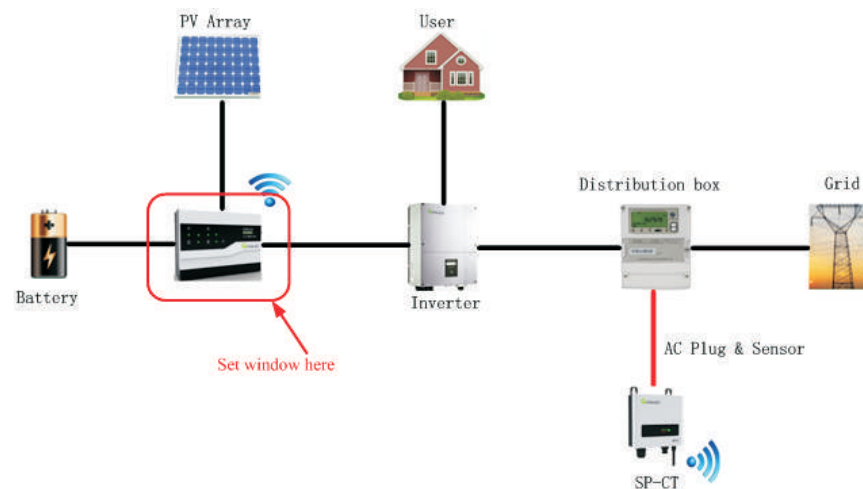 PV Array
User
Distribution box
Grid
Battery
Inverter
Set window here
AC Plug & Sensor
SP-CT